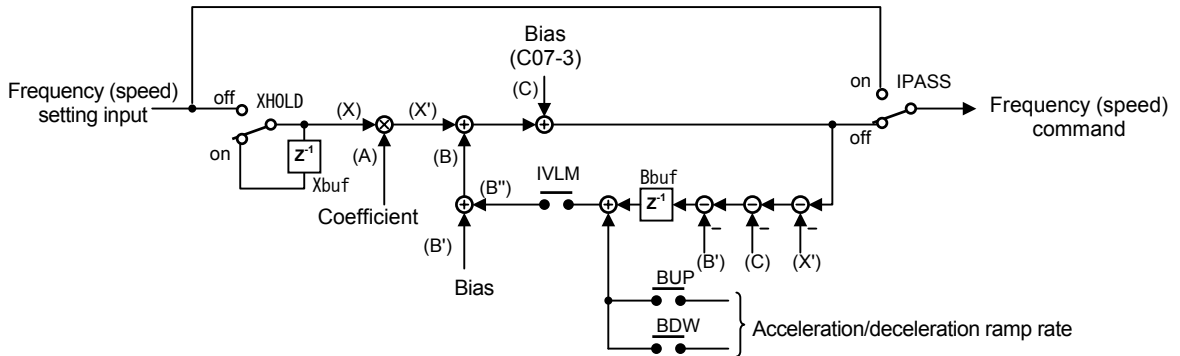 Bias
(C07-3)
on
IPASS
Frequency (speed)
setting input
off
XHOLD
(X)
(X')
(C)
Frequency (speed)
command
off
on
Z-1
Xbuf
(A)
Coefficient
(B)
(B")
IVLM
Bbuf
Z-1
(B')
Bias
(B')
(C)
(X')
BUP
BDW
Acceleration/deceleration ramp rate